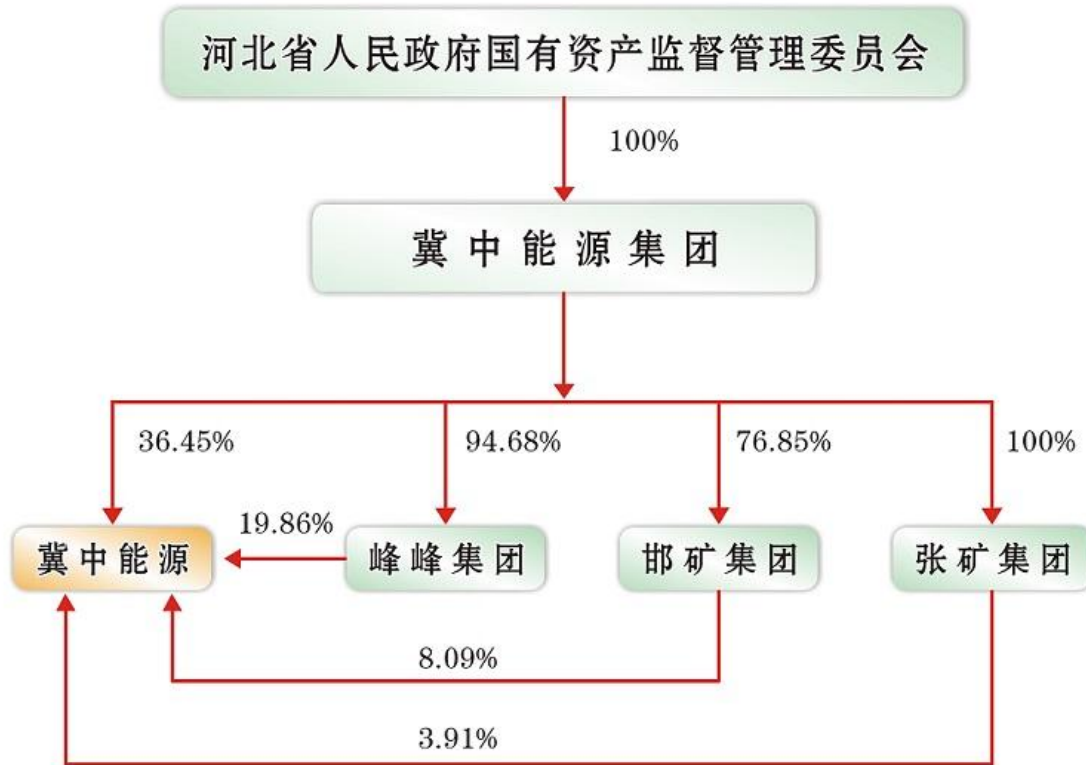 河北省人民政府国有资产监督管理委员会
100%
冀中能源集团
36.45%
94.68%
76.85%
100%
19.86%
冀中能源
峰峰集团
邯矿集团
张矿集团
8.09%
3.91%